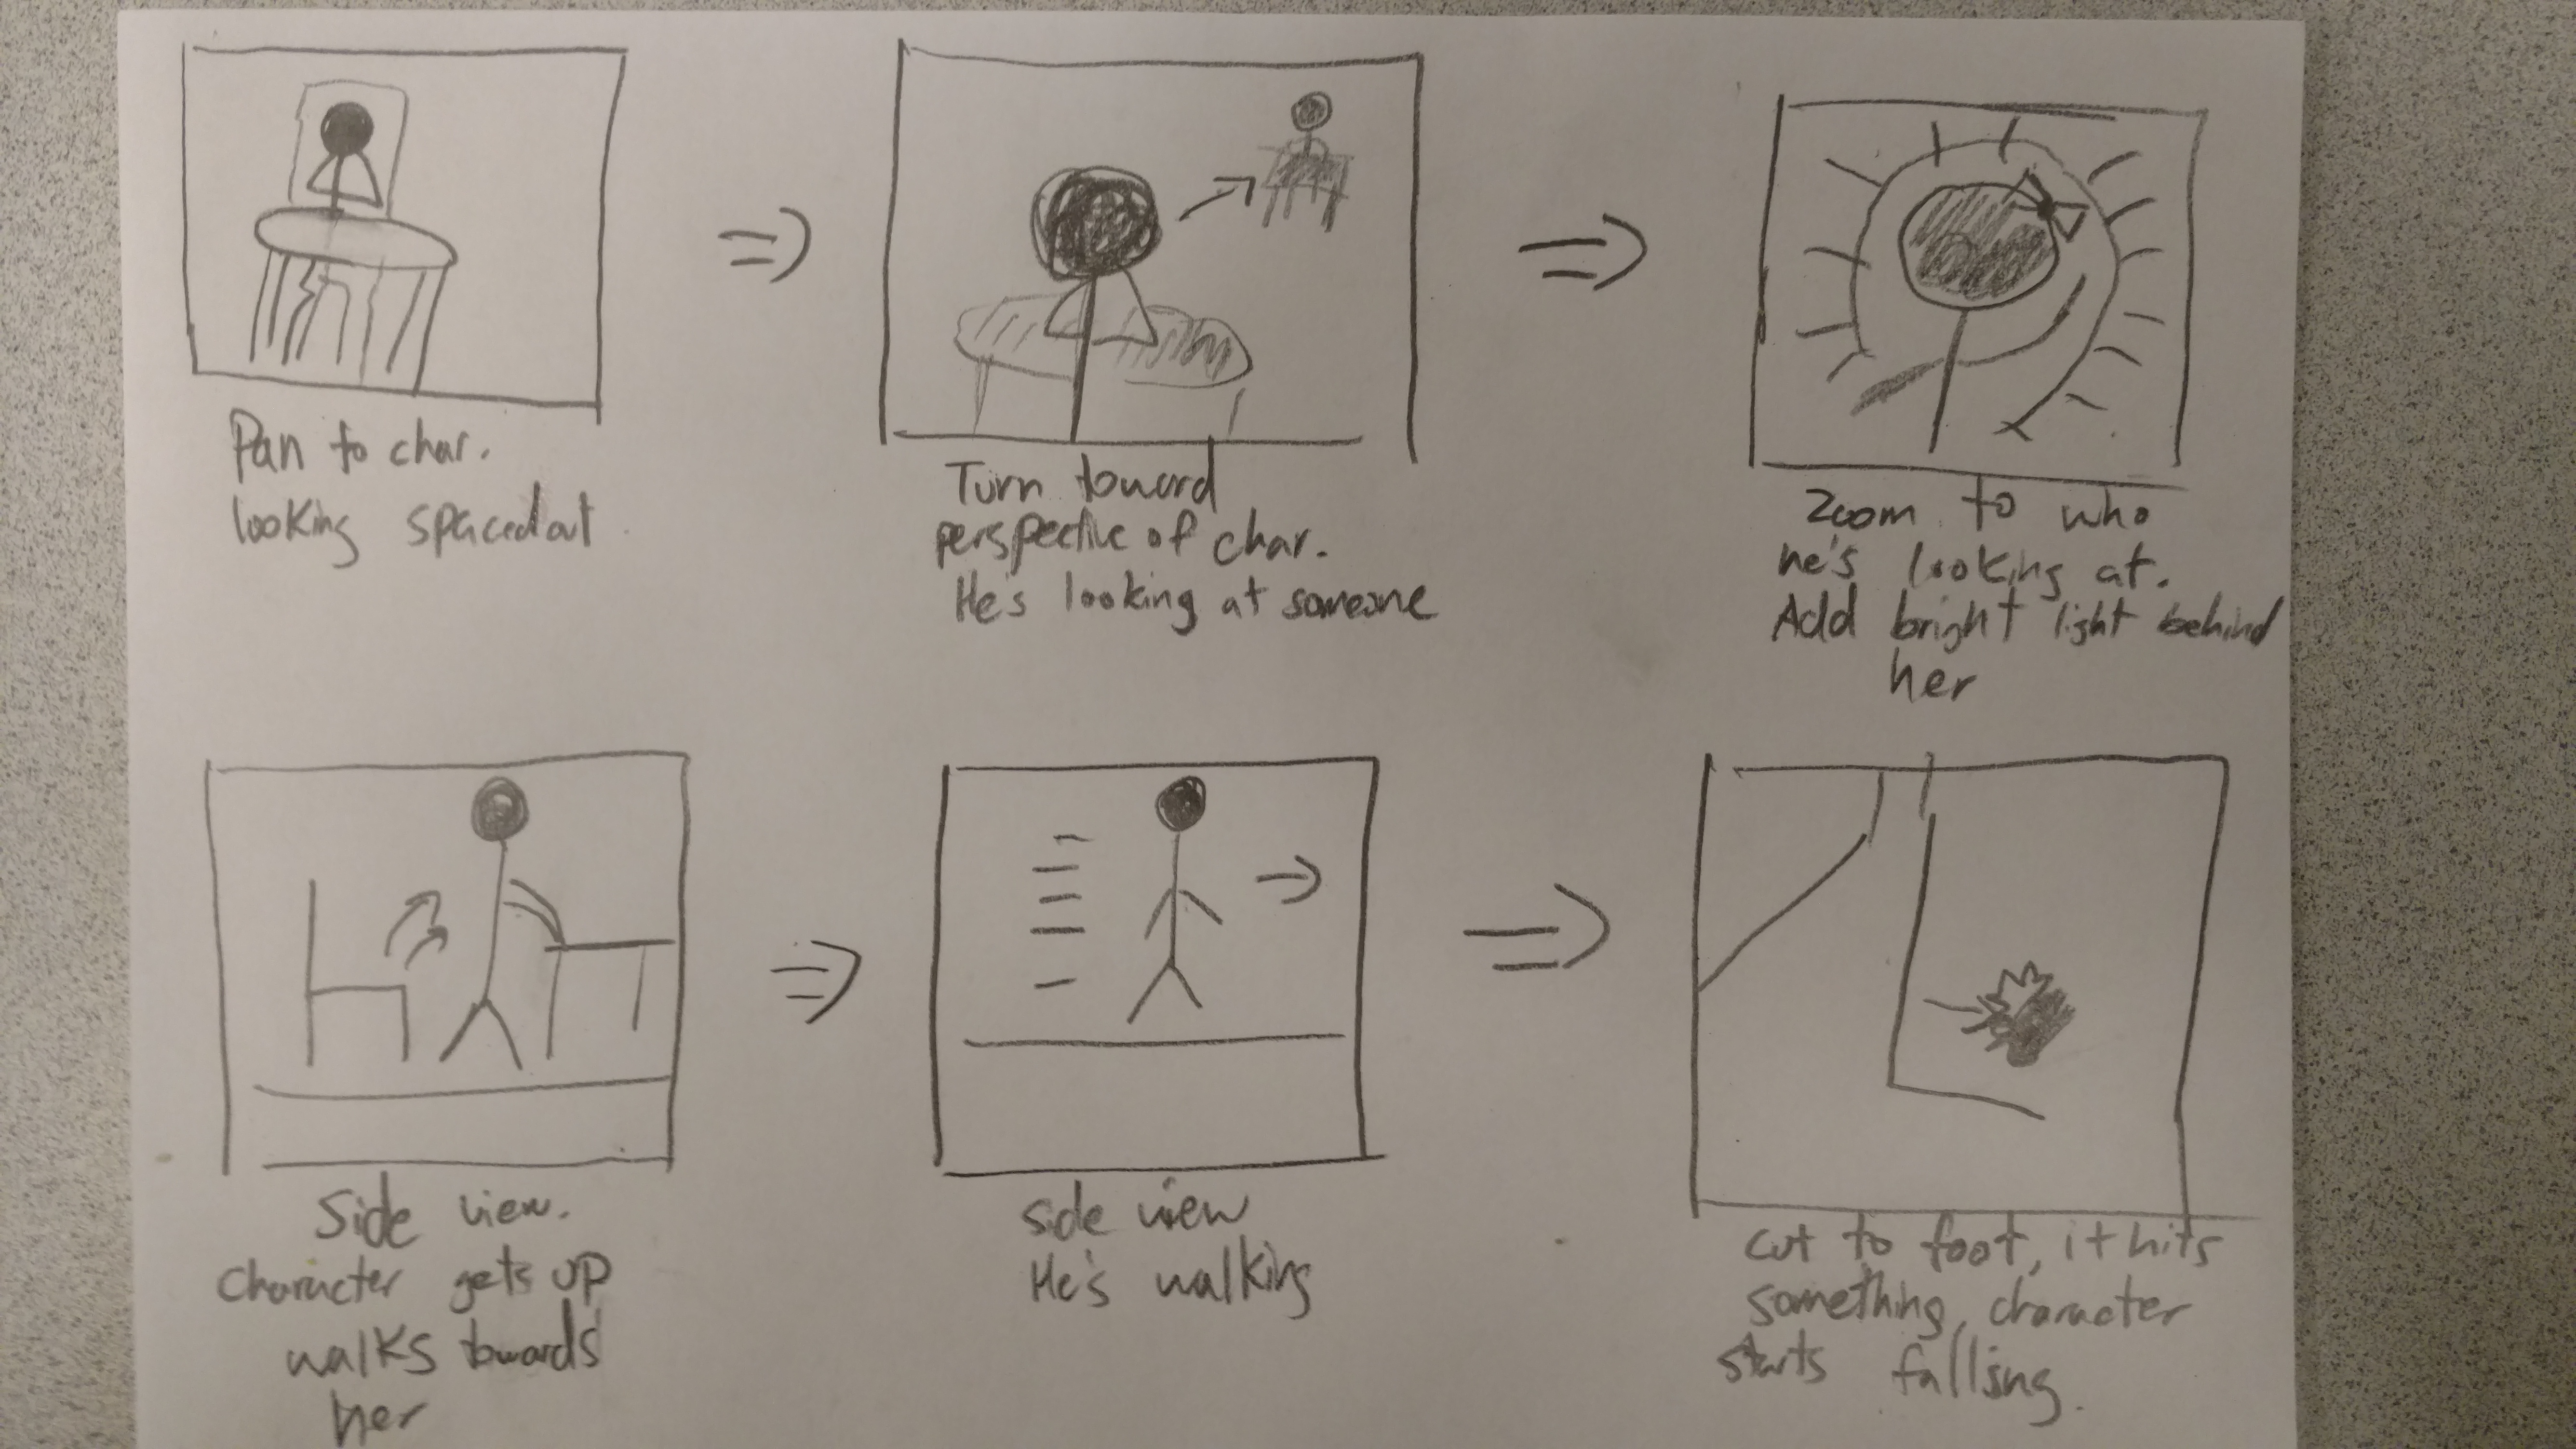 Pan to char.
looking spaced out
Turn toward
perspective of char.
He's looking at someone
Zoom to who
he's looking at.
Add bright light behind
her
Side view.
Character gets up
walks towards
her
side view
He's walking
cut to foot, it hits
something, character
starts falling.